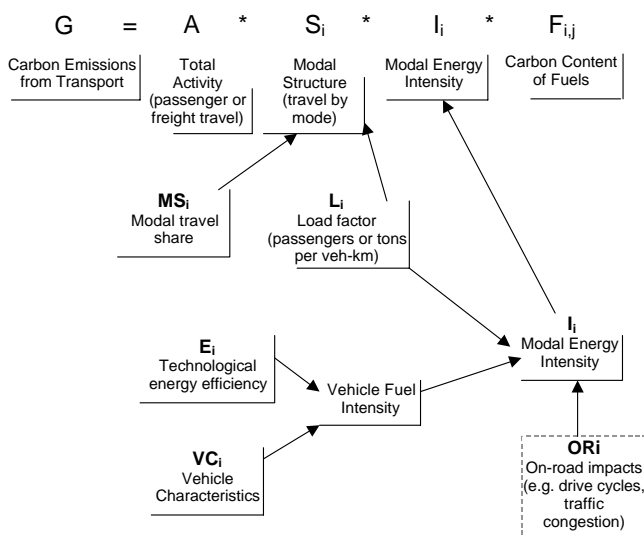 G = A * Si * Ii * Fi,j
Carbon Emissions
from Transport
Total
Activity
(passenger or
freight travel)
Modal
Structure
(travel by
mode)
Modal Energy
Intensity
Carbon Content
of Fuels
MSi
Modal travel
share
Li
Load factor
(passengers or tons
per veh-km)
Ii
Modal Energy
Intensity
Ei
Technological
energy efficiency
Vehicle Fuel
Intensity
VCi
Vehicle
Characteristics
ORi
On-road impacts
(e.g. drive cycles,
traffic
congestion)